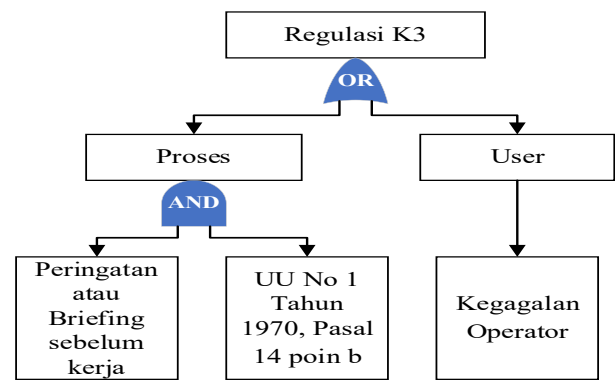 Regulasi K3
OR
Proses
User
AND
Peringatan
atau
Briefing
sebelum
kerja
UU No 1
Tahun
1970, Pasal
14 poin b
Kegagalan
Operator